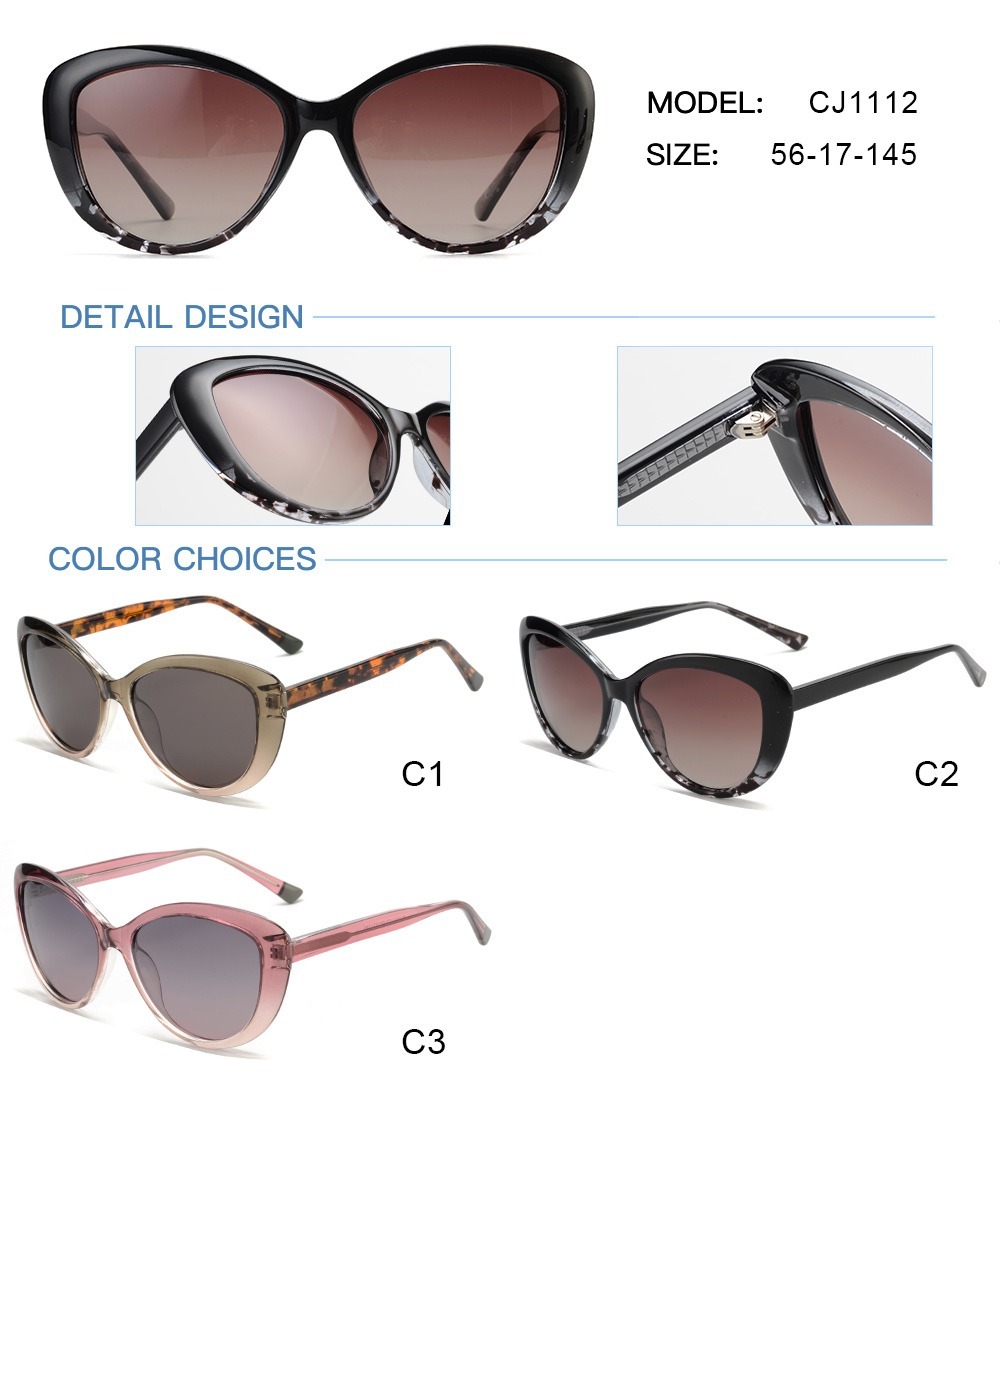 MODEL: CJ1112
SIZE: 56-17-145
DETAIL DESIGN
COLOR CHOICES
C1
C2
C3